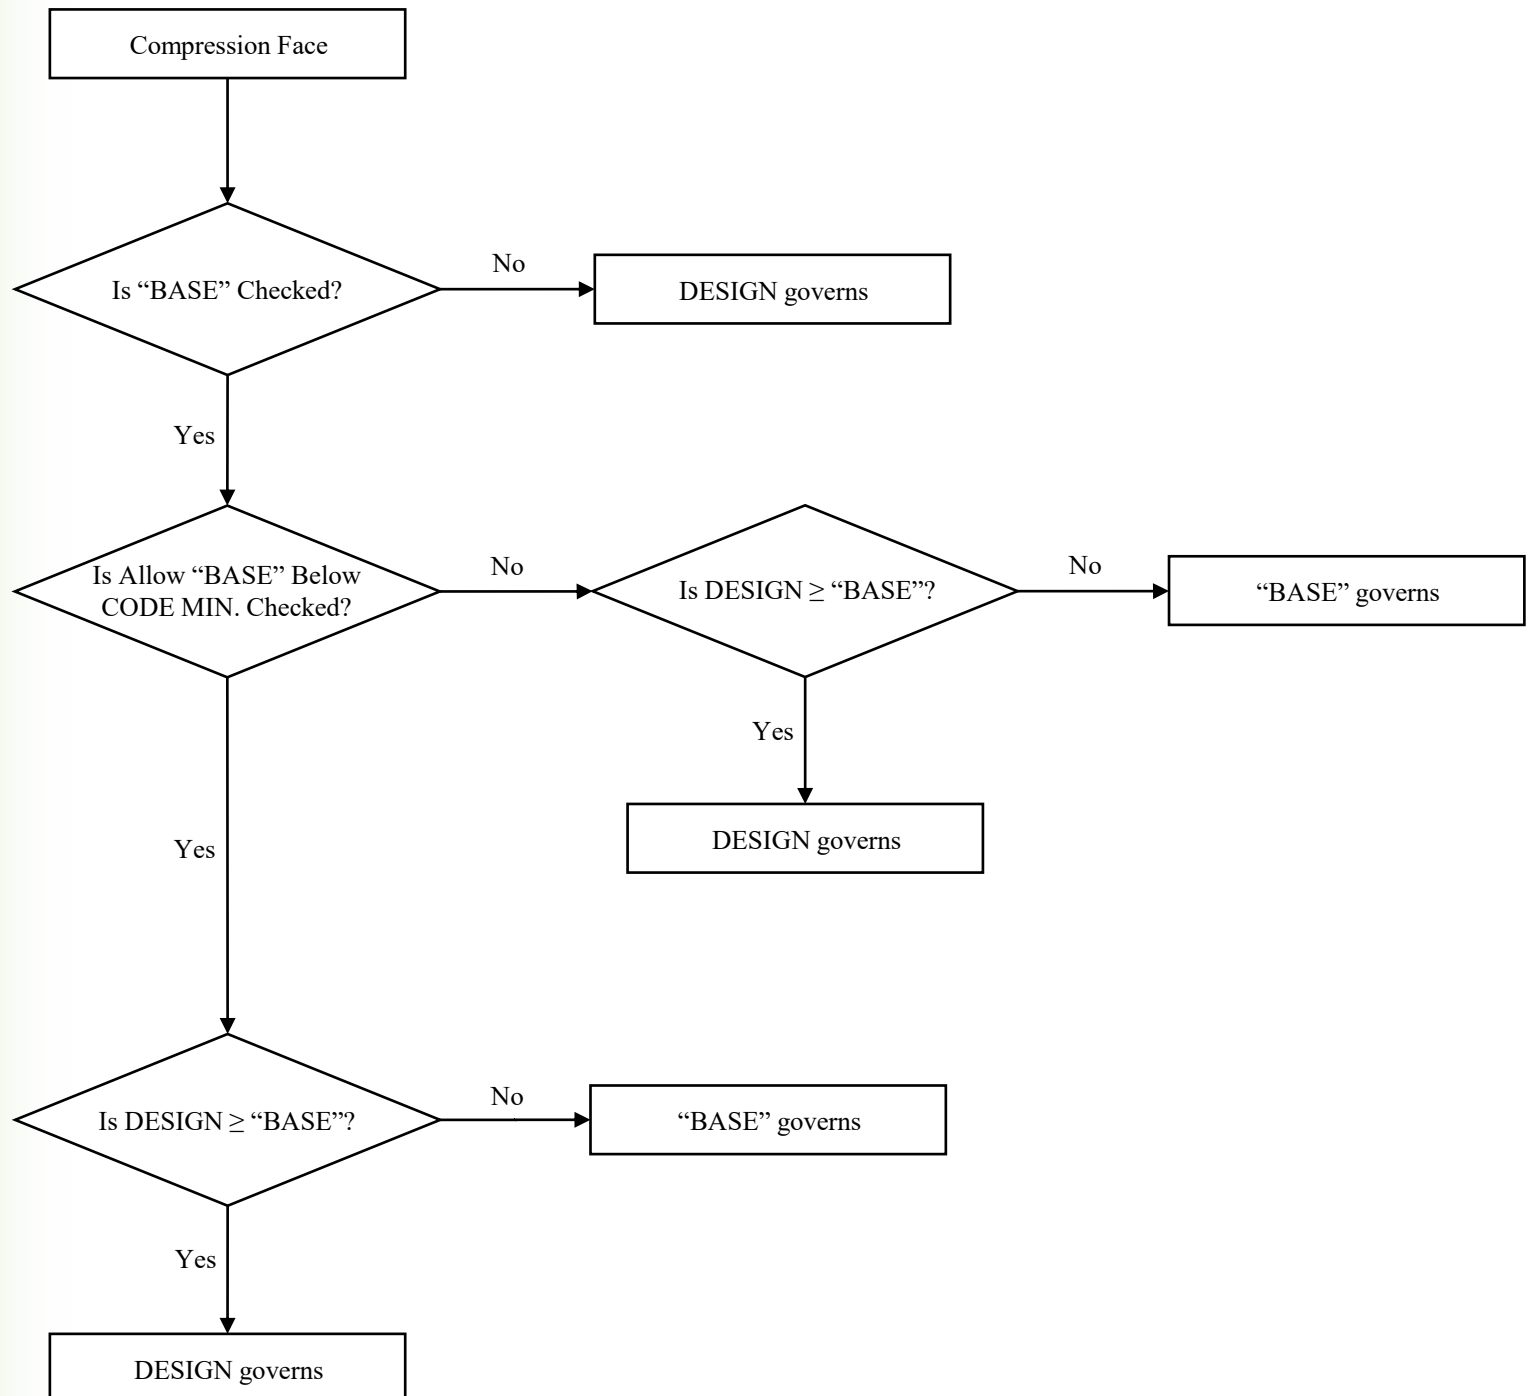 Compression Face
Is “BASE” Checked?
No
DESIGN governs
Yes
Is Allow “BASE” Below
CODE MIN. Checked?
No
Is DESIGN ≥ “BASE”?
No
“BASE” governs
Yes
DESIGN governs
Yes
Is DESIGN ≥ “BASE”?
No
“BASE” governs
Yes
DESIGN governs